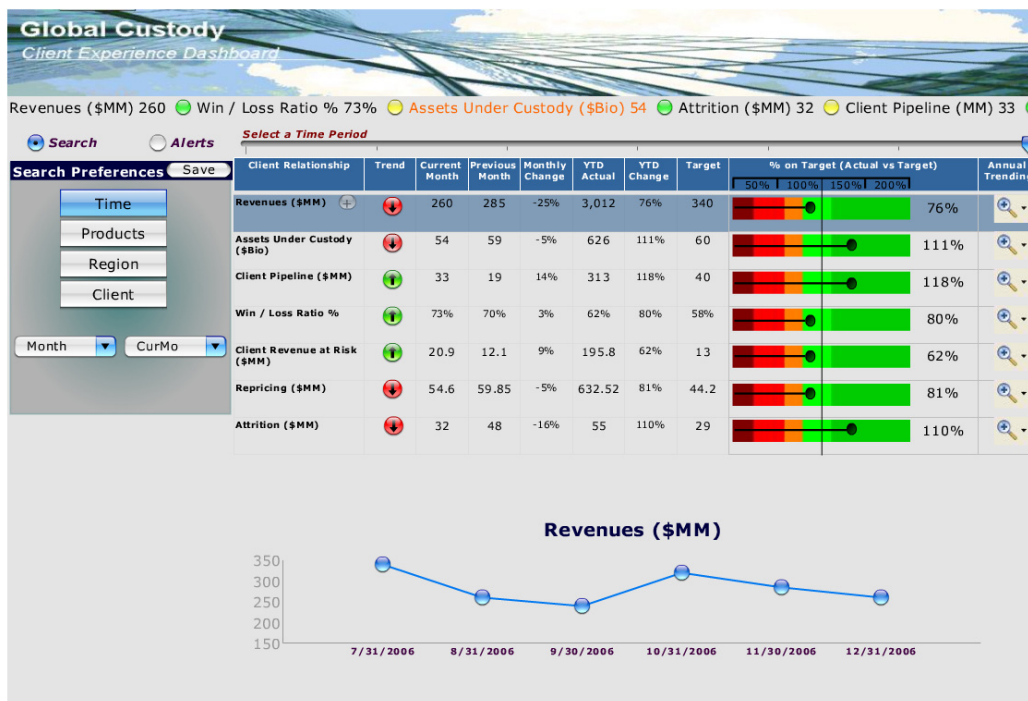 Global Custody
Client Experience Dashboard
Revenues ($MM) 260 Win / Loss Ratio % 73% Assets Under Custody ($Bio) 54 Attrition ($MM) 32 Client Pipeline (MM) 33
Search Alerts
Select a Time Period
Search Preferences Save
Time
Products
Region
Client
Month CurMo
Client Relationship Trend Current Month Previous Month Monthly Change YTD Actual YTD Change Target % on Target (Actual vs Target) Annual Trending
50% 100% 150% 200%
Revenues ($MM) 260 285 -25% 3,012 76% 340 76%
Assets Under Custody ($Bio) 54 59 -5% 626 111% 60 111%
Client Pipeline ($MM) 33 19 14% 313 118% 40 118%
Win / Loss Ratio % 73% 70% 3% 62% 80% 58% 80%
Client Revenue at Risk ($MM) 20.9 12.1 9% 195.8 62% 13 62%
Repricing ($MM) 54.6 59.85 -5% 632.52 81% 44.2 81%
Attrition ($MM) 32 48 -16% 55 110% 29 110%
Revenues ($MM)
350
300
250
200
150
7/31/2006 8/31/2006 9/30/2006 10/31/2006 11/30/2006 12/31/2006